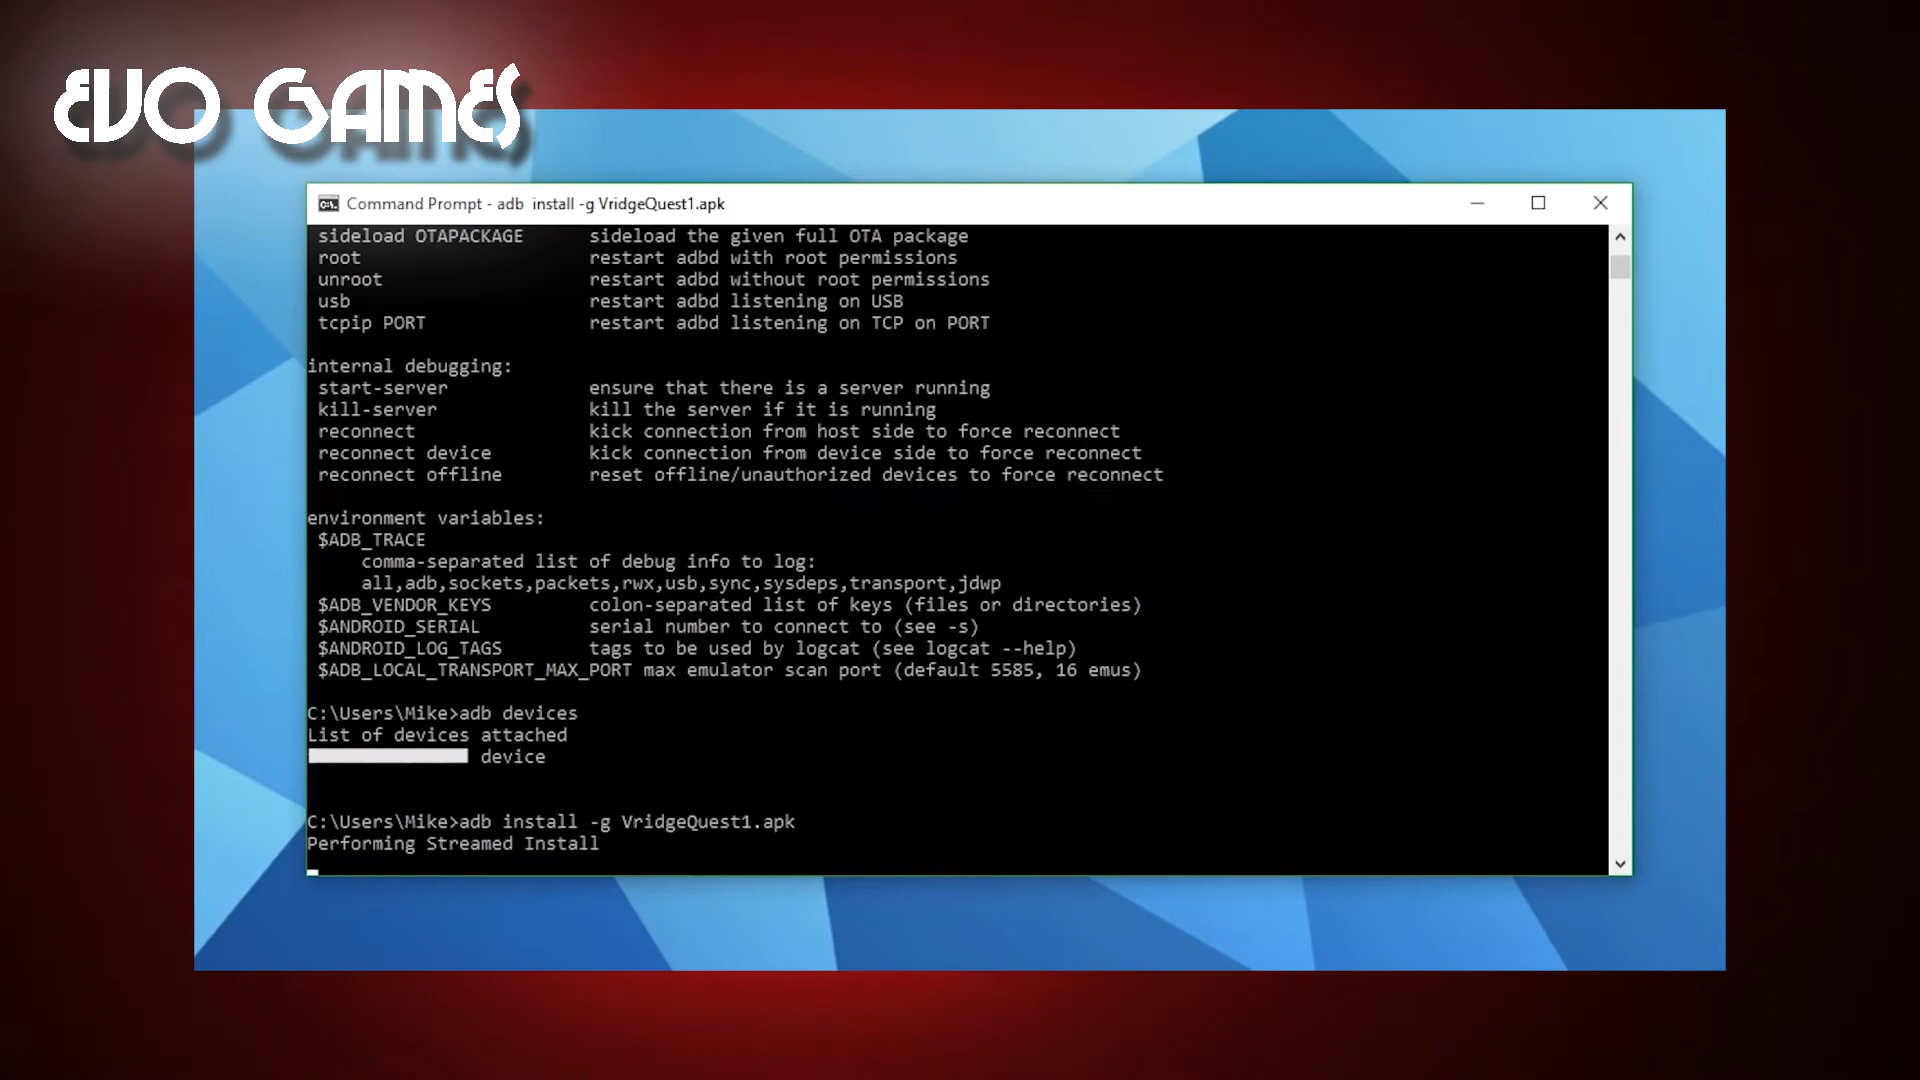 EVO GAMES
Command Prompt - adb  install -g VridgeQuest1.apk
sideload OTAPACKAGE      sideload the given full OTA package
root                     restart adbd with root permissions
unroot                   restart adbd without root permissions
usb                      restart adbd listening on USB
tcpip PORT               restart adbd listening on TCP on PORT
internal debugging:
start-server             ensure that there is a server running
kill-server              kill the server if it is running
reconnect                kick connection from host side to force reconnect
reconnect device         kick connection from device side to force reconnect
reconnect offline        reset offline/unauthorized devices to force reconnect
environment variables:
$ADB_TRACE
comma-separated list of debug info to log:
all,adb,sockets,packets,rwx,usb,sync,sysdeps,transport,jdwp
$ADB_VENDOR_KEYS         colon-separated list of keys (files or directories)
$ANDROID_SERIAL          serial number to connect to (see -s)
$ANDROID_LOG_TAGS        tags to be used by logcat (see logcat --help)
$ADB_LOCAL_TRANSPORT_MAX_PORT max emulator scan port (default 5585, 16 emus)
C:\Users\Mike>adb devices
List of devices attached
device
C:\Users\Mike>adb install -g VridgeQuest1.apk
Performing Streamed Install